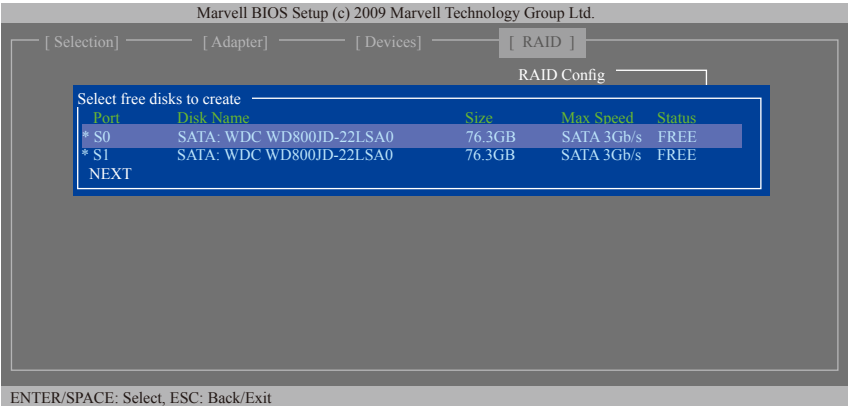 Marvell BIOS Setup (c) 2009 Marvell Technology Group Ltd.
[ Selection] [ Adapter] [ Devices] [ RAID ]
RAID Config
Select free disks to create
Port Disk Name Size Max Speed Status
* S0 SATA: WDC WD800JD-22LSA0 76.3GB SATA 3Gb/s FREE
* S1 SATA: WDC WD800JD-22LSA0 76.3GB SATA 3Gb/s FREE
NEXT
ENTER/SPACE: Select, ESC: Back/Exit